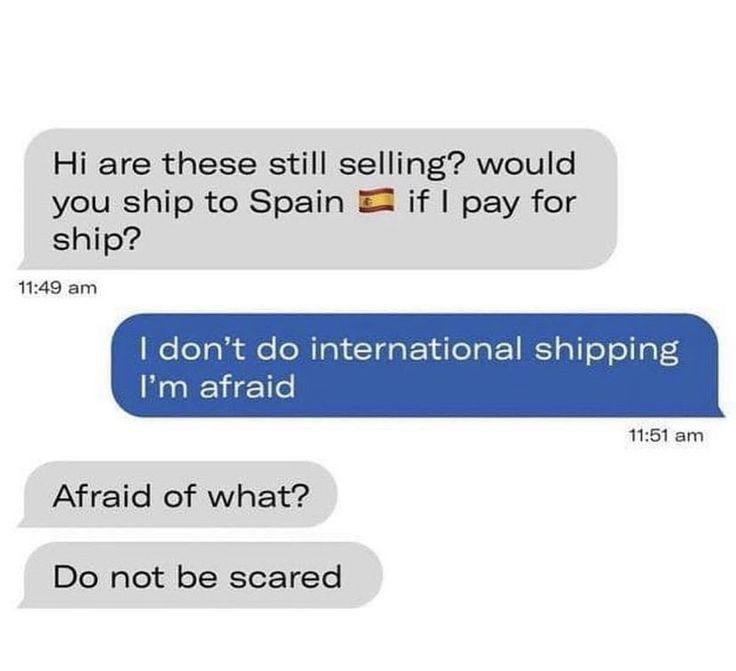 Hi are these still selling? would
you ship to Spain 🇪🇸 if I pay for
ship?
11:49 am
I don’t do international shipping
I’m afraid
11:51 am
Afraid of what?
Do not be scared